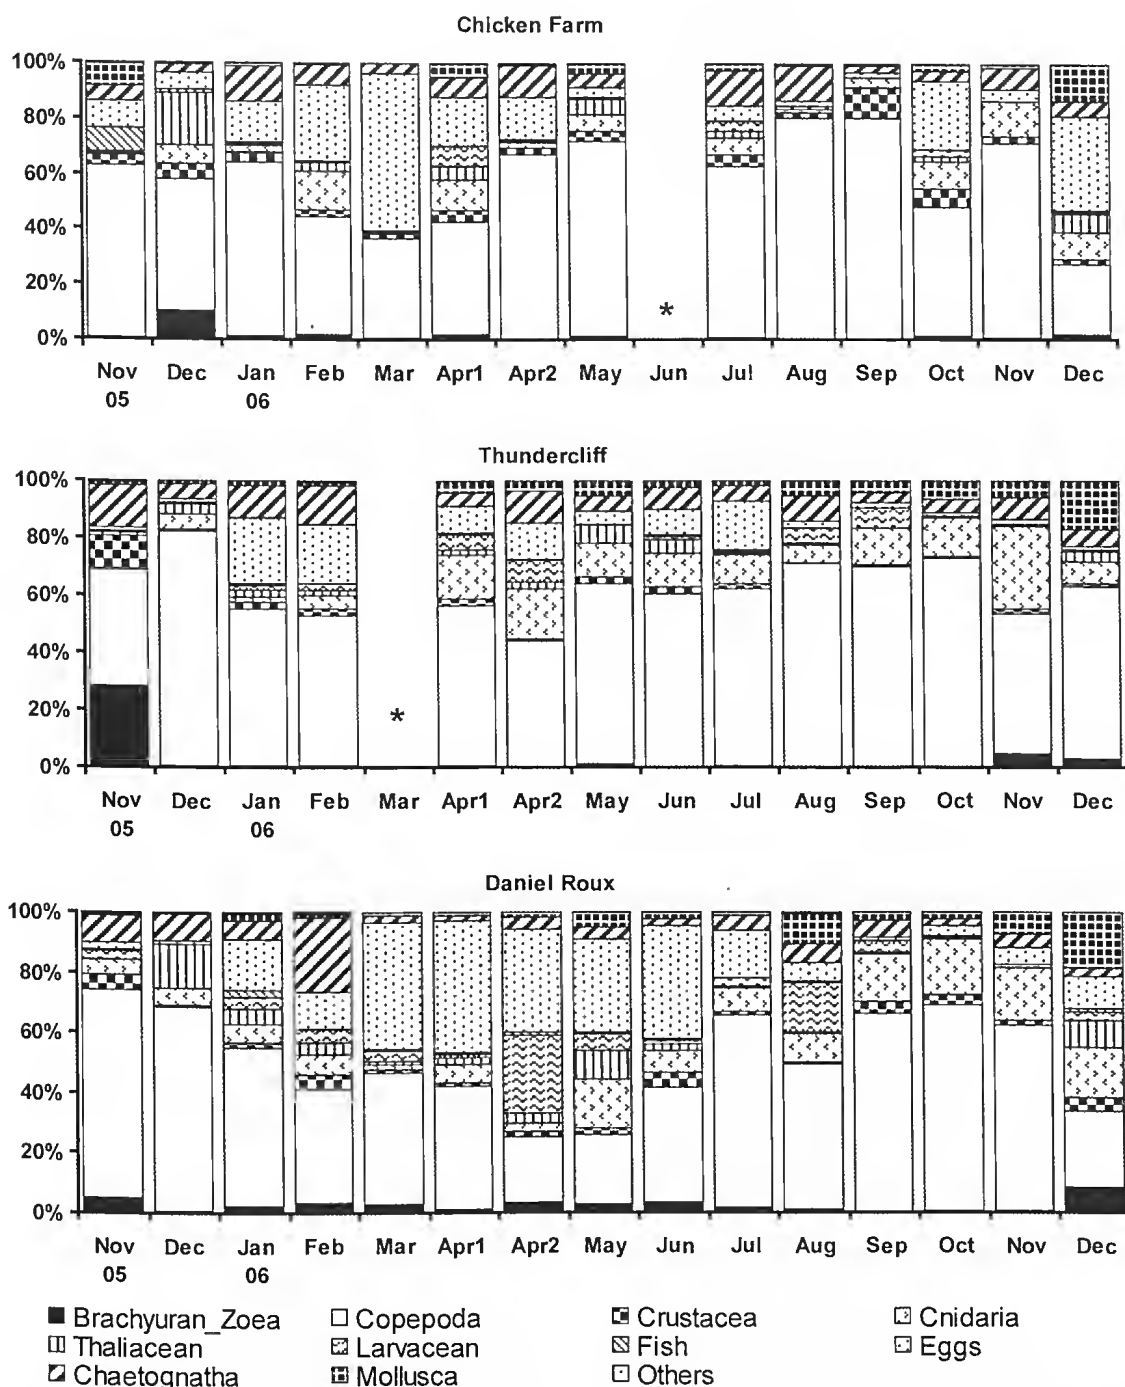 Chicken Farm
100%
80%
60%
40%
20%
0%
*
Nov Dec Jan Feb Mar Apr1 Apr2 May Jun Jul Aug Sep Oct Nov Dec
05 06
Thundercliff
100%
80%
60%
40%
20%
0%
*
Nov Dec Jan Feb Mar Apr1 Apr2 May Jun Jul Aug Sep Oct Nov Dec
05 06
Daniel Roux
100%
80%
60%
40%
20%
0%
Nov Dec Jan Feb Mar Apr1 Apr2 May Jun Jul Aug Sep Oct Nov Dec
05 06
Brachyuran_Zoea Copepoda Crustacea Cnidaria
Thaliacean Larvacean Fish Eggs
Chaetognatha Mollusca Others